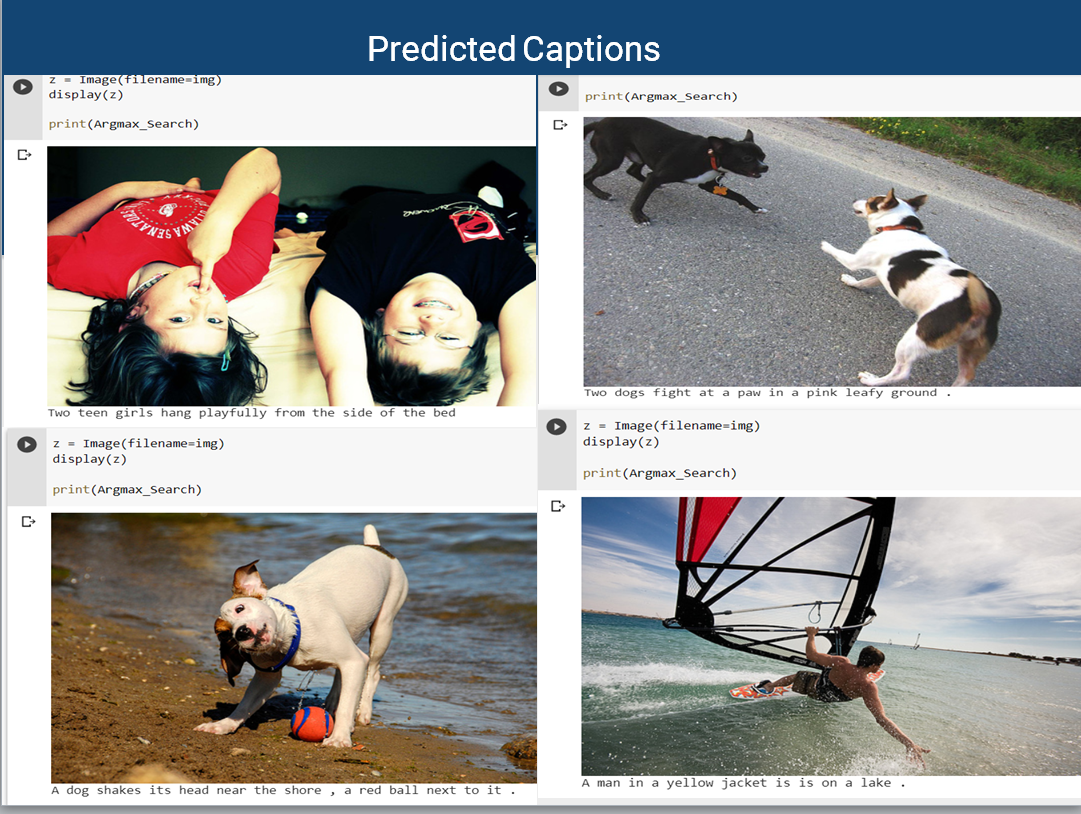 Predicted Captions
z = Image(filename=img)
display(z)
print(Argmax_Search)
OTTAWA SENATORS
Two teen girls hang playfully from the side of the bed
print(Argmax_Search)
Two dogs fight at a paw in a pink leafy ground .
z = Image(filename=img)
display(z)
print(Argmax_Search)
A dog shakes its head near the shore , a red ball next to it .
z = Image(filename=img)
display(z)
print(Argmax_Search)
A man in a yellow jacket is is on a lake .